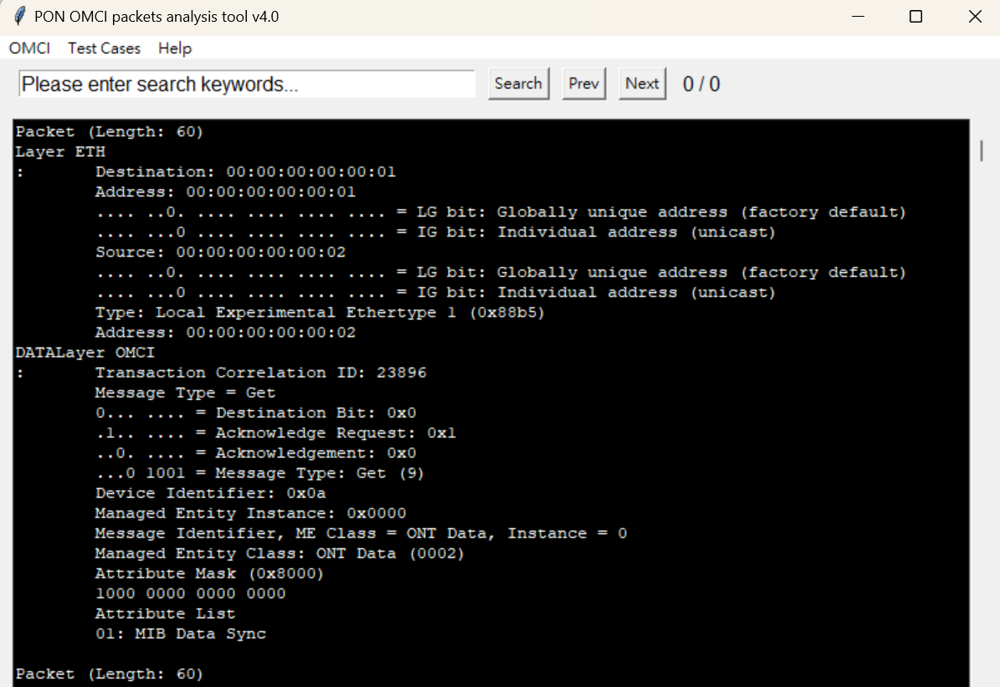 PON OMCI packets analysis tool v4.0
OMCI Test Cases Help
Please enter search keywords... Search Prev Next 0 / 0
Packet (Length: 60)
Layer ETH
: Destination: 00:00:00:00:00:01
Address: 00:00:00:00:00:01
.... ..0. .... .... .... .... = LG bit: Globally unique address (factory default)
.... ...0 .... .... .... .... = IG bit: Individual address (unicast)
Source: 00:00:00:00:00:02
.... ..0. .... .... .... .... = LG bit: Globally unique address (factory default)
.... ...0 .... .... .... .... = IG bit: Individual address (unicast)
Type: Local Experimental Ethertype 1 (0x88b5)
Address: 00:00:00:00:00:02
DATALayer OMCI
: Transaction Correlation ID: 23896
Message Type = Get
0... .... = Destination Bit: 0x0
.1.. .... = Acknowledge Request: 0x1
..0. .... = Acknowledgement: 0x0
...0 1001 = Message Type: Get (9)
Device Identifier: 0x0a
Managed Entity Instance: 0x0000
Message Identifier, ME Class = ONT Data, Instance = 0
Managed Entity Class: ONT Data (0002)
Attribute Mask (0x8000)
1000 0000 0000 0000
Attribute List
01: MIB Data Sync
Packet (Length: 60)